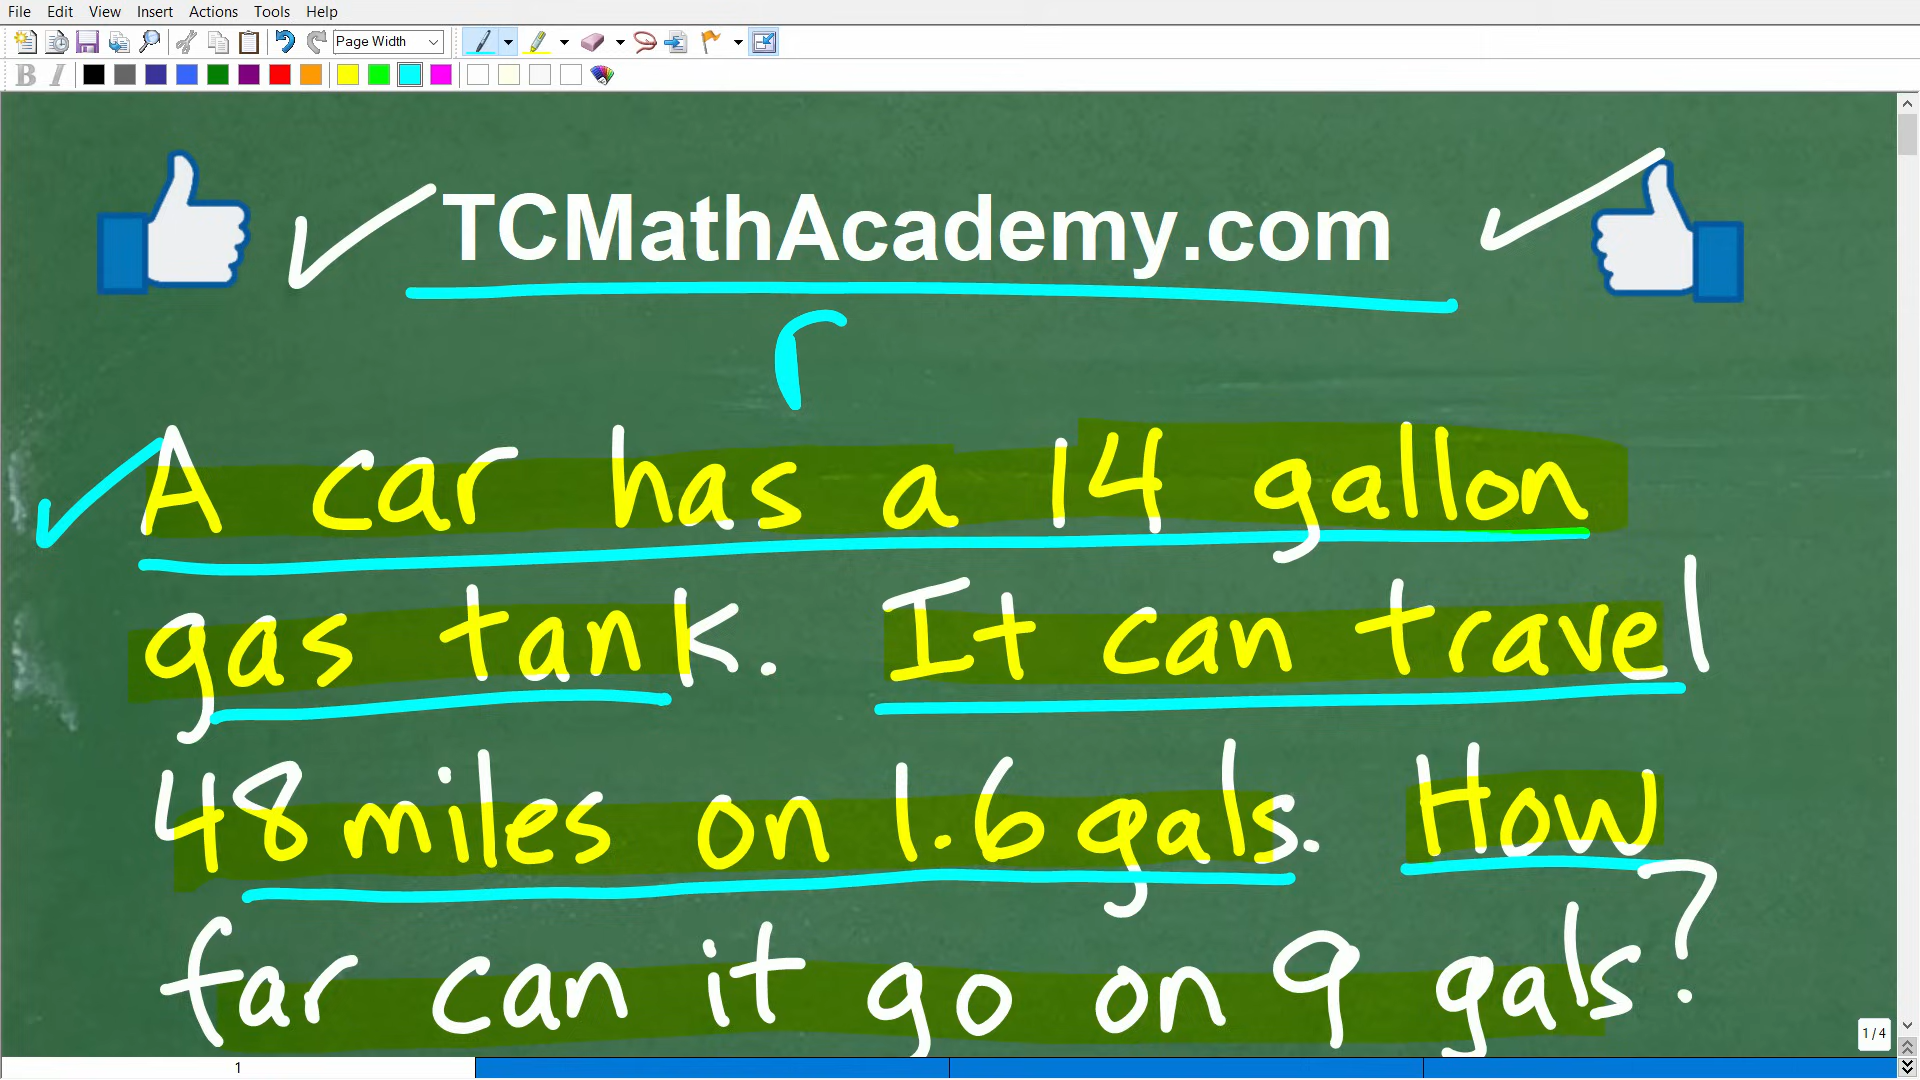 File Edit View Insert Actions Tools Help
Page Width
B I
TCMathAcademy.com
A car has a 14 gallon
gas tank. It can travel
48 miles on 1.6 gals. How
far can it go on 9 gals?
1 / 4
1